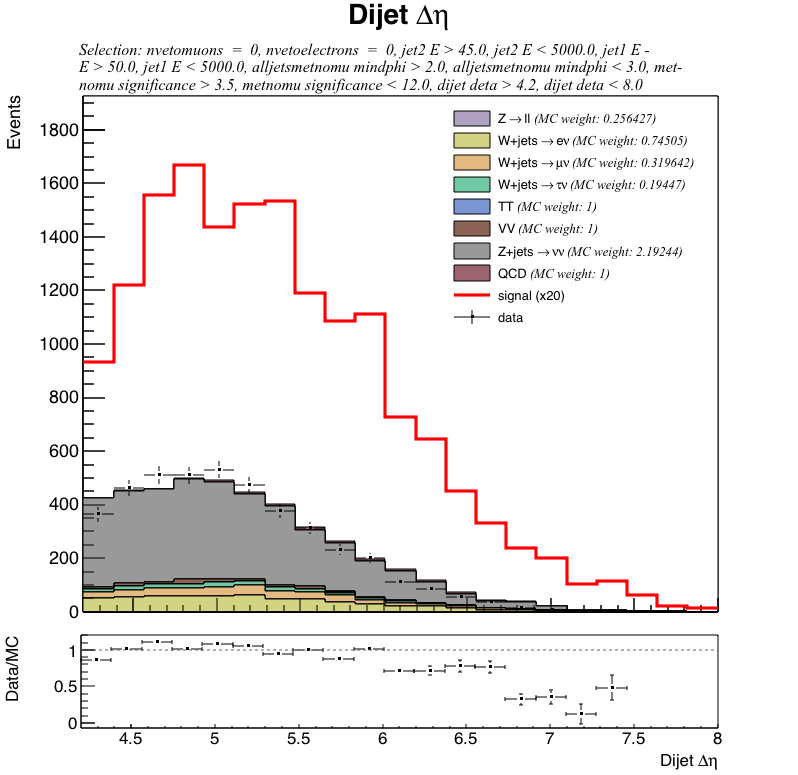 Dijet Δη
Selection: nvetomuons = 0, nvetoelectrons = 0, jet2 E > 45.0, jet2 E < 5000.0, jet1 E -
E > 50.0, jet1 E < 5000.0, alljetsmetnomu mindphi > 2.0, alljetsmetnomu mindphi < 3.0, met-
nomu significance > 3.5, metnomu significance < 12.0, dijet deta > 4.2, dijet deta < 8.0
Events
1800
1600
1400
1200
1000
800
600
400
200
0
Z→ll (MC weight: 0.256427)
W+jets→eν (MC weight: 0.74505)
W+jets→μν (MC weight: 0.319642)
W+jets→τν (MC weight: 0.19447)
TT (MC weight: 1)
VV (MC weight: 1)
Z+jets→νν (MC weight: 2.19244)
QCD (MC weight: 1)
signal (x20)
data
Data/MC
1
0.5
0
4.5 5 5.5 6 6.5 7 7.5 8
Dijet Δη